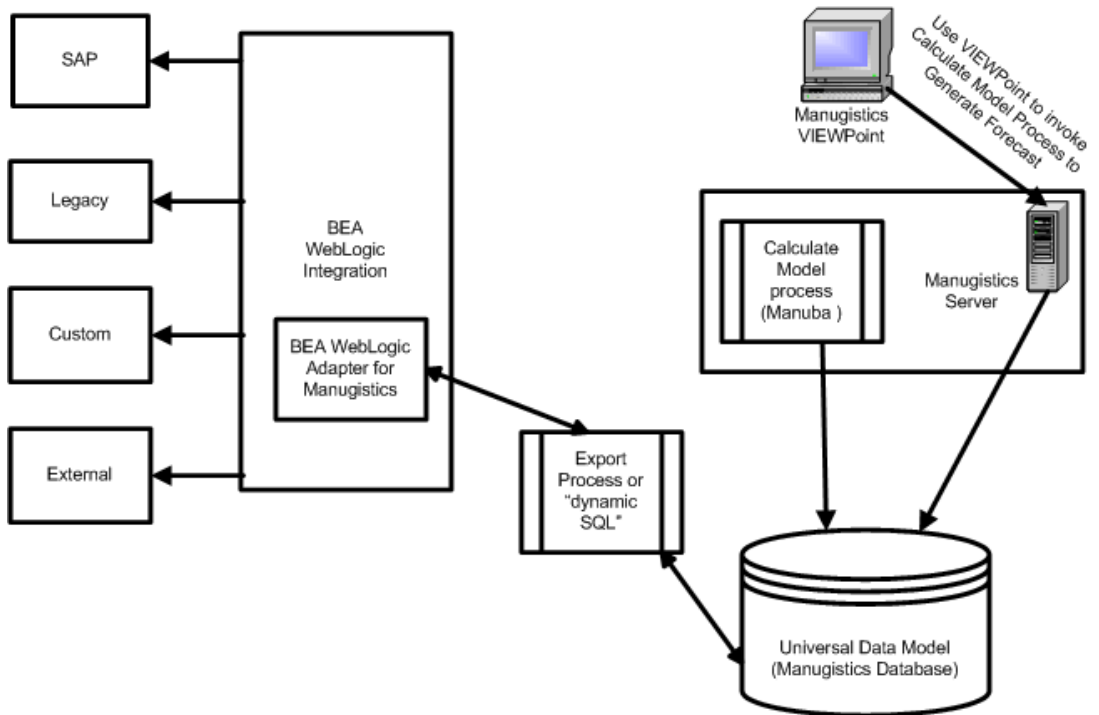 SAP
Legacy
Custom
External
BEA
WebLogic
Integration
BEA WebLogic
Adapter for
Manugistics
Export
Process or
“dynamic
SQL”
Manugistics
VIEWPoint
Use VIEWPoint to invoke
Calculate Model Process to
Generate Forecast
Calculate
Model
process
(Manuba )
Manugistics
Server
Universal Data Model
(Manugistics Database)